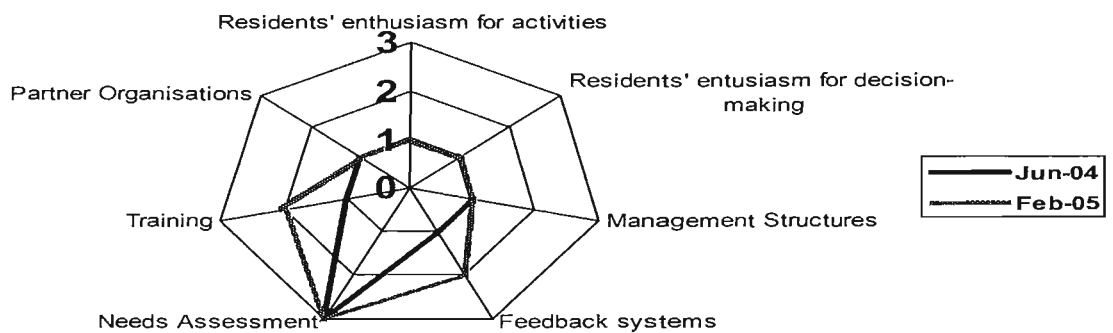 Residents' enthusiasm for activities
3
Residents' entusiasm for decision-
making
Partner Organisations
2
1
0
Jun-04
Feb-05
Training
Management Structures
Needs Assessment
Feedback systems